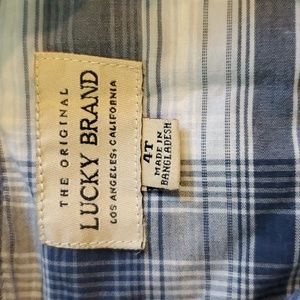 THE ORIGINAL
LUCKY BRAND
LOS ANGELES, CALIFORNIA
4T
MADE IN
BANGLADESH